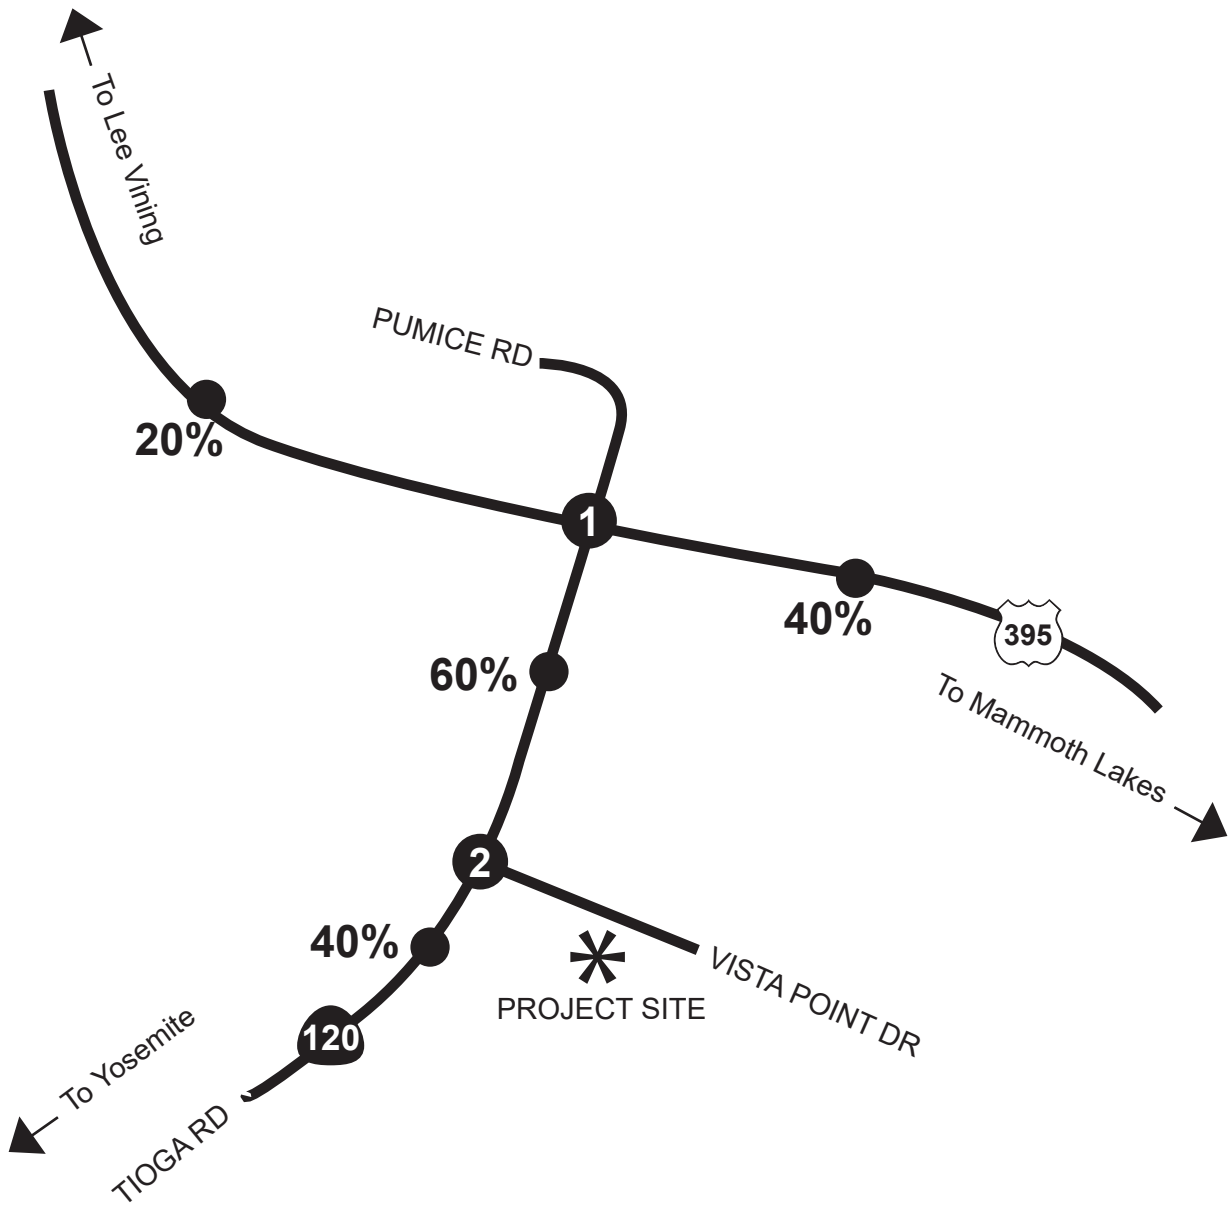 To Lee Vining
PUMICE RD
20%
1
40%
395
60%
To Mammoth Lakes
2
40%
PROJECT SITE
VISTA POINT DR
120
To Yosemite
TIOGA RD